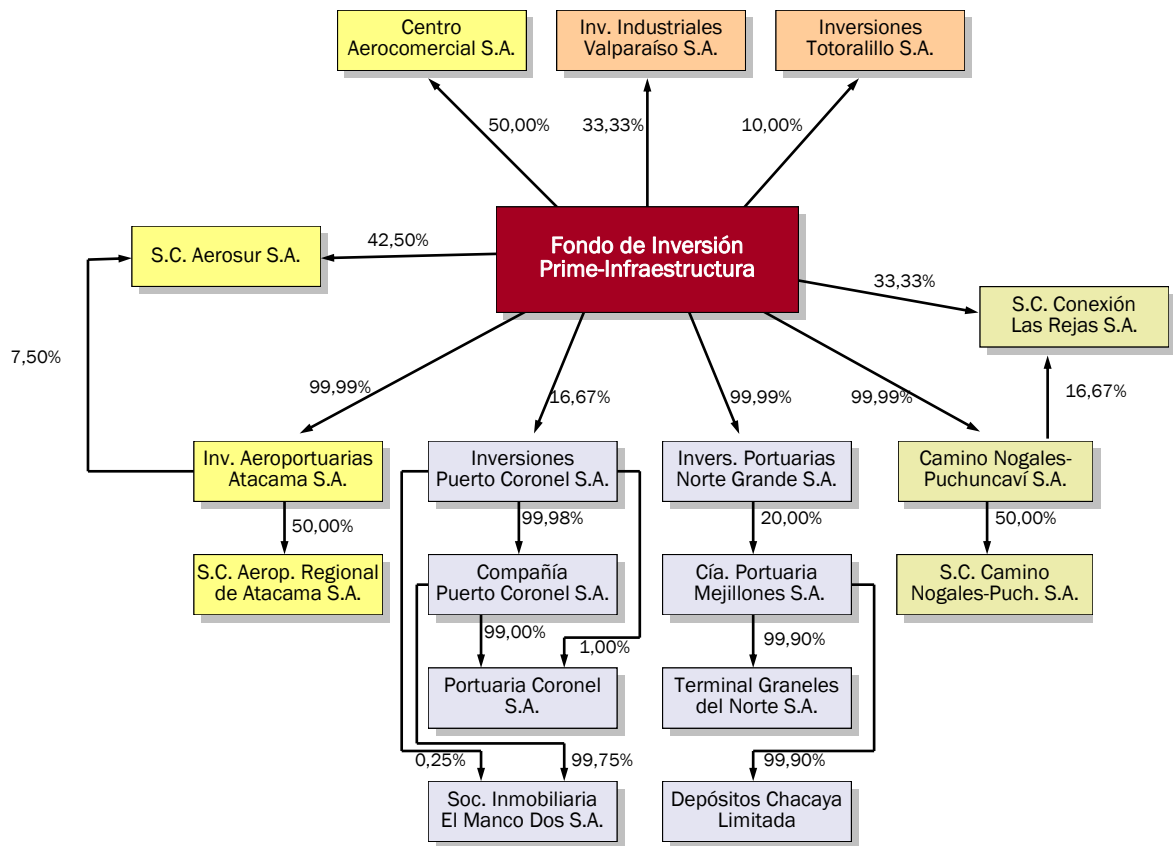 Centro
Aerocomercial S.A.
Inv. Industriales
Valparaíso S.A.
Inversiones
Totoralillo S.A.
50,00%
33,33%
10,00%
Fondo de Inversión
Prime-Infraestructura
S.C. Aerosur S.A.
42,50%
33,33%
S.C. Conexión
Las Rejas S.A.
7,50%
99,99%
16,67%
99,99%
99,99%
16,67%
Inv. Aeroportuarias
Atacama S.A.
Inversiones
Puerto Coronel S.A.
Invers. Portuarias
Norte Grande S.A.
Camino Nogales-
Puchuncaví S.A.
50,00%
99,98%
20,00%
50,00%
S.C. Aerop. Regional
de Atacama S.A.
Compañía
Puerto Coronel S.A.
Cía. Portuaria
Mejillones S.A.
S.C. Camino
Nogales-Puch. S.A.
99,00%
1,00%
99,90%
Portuaria Coronel
S.A.
Terminal Graneles
del Norte S.A.
0,25%
99,75%
99,90%
Soc. Inmobiliaria
El Manco Dos S.A.
Depósitos Chacaya
Limitada